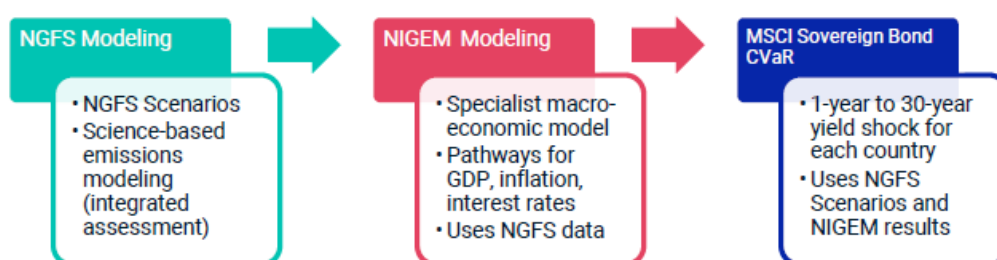 NGFS Modeling
• NGFS Scenarios
• Science-based
emissions
modeling
(integrated
assessment)
NIGEM Modeling
• Specialist macro-
economic model
• Pathways for
GDP, inflation,
interest rates
• Uses NGFS data
MSCI Sovereign Bond
CVaR
• 1-year to 30-year
yield shock for
each country
• Uses NGFS
Scenarios and
NIGEM results